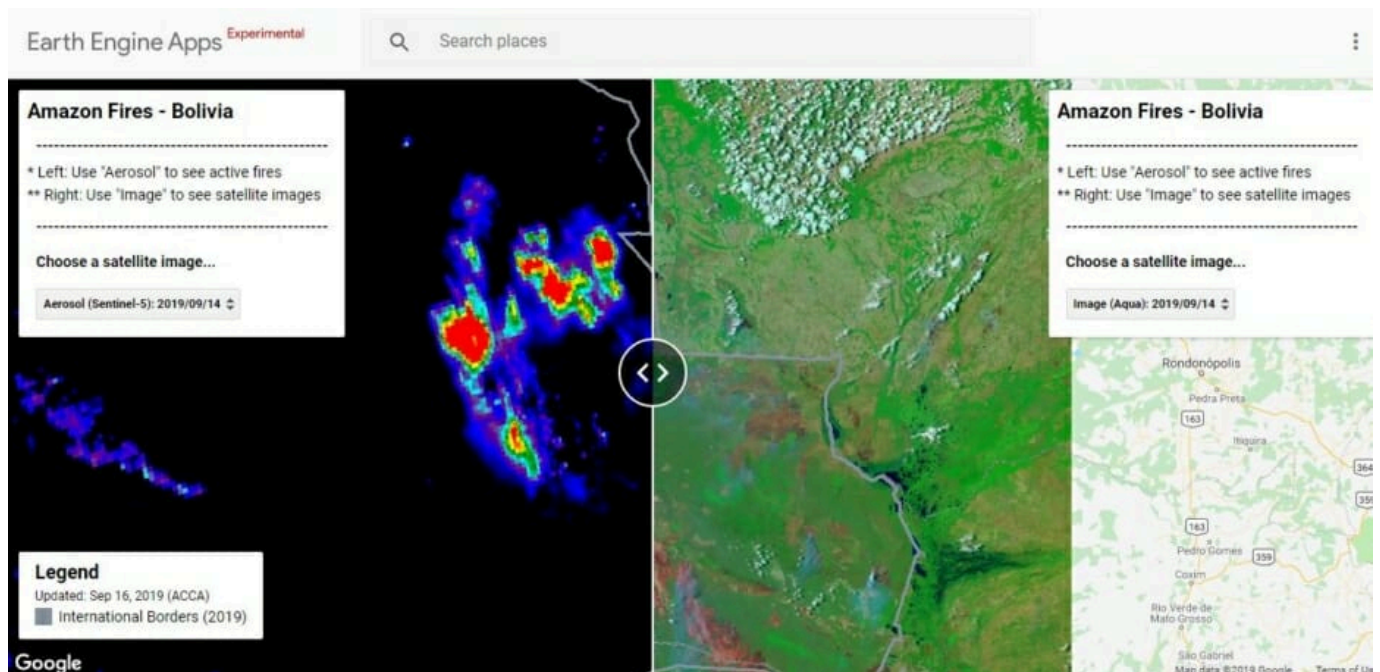 Earth Engine Apps Experimental
Search places
Amazon Fires - Bolivia
* Left: Use "Aerosol" to see active fires
** Right: Use "Image" to see satellite images
Choose a satellite image...
Aerosol (Sentinel-5): 2019/09/14
Legend
Updated: Sep 16, 2019 (ACCA)
International Borders (2019)
Google
Amazon Fires - Bolivia
* Left: Use "Aerosol" to see active fires
** Right: Use "Image" to see satellite images
Choose a satellite image...
Image (Aqua): 2019/09/14
Rondonópolis
Pedra Preta
163
Itiquira
364
359
163
Pedro Gomes
359
Coxim
Rio Verde de
Mato Grosso
São Gabriel
Map data ©2019 Google
Terms of Us